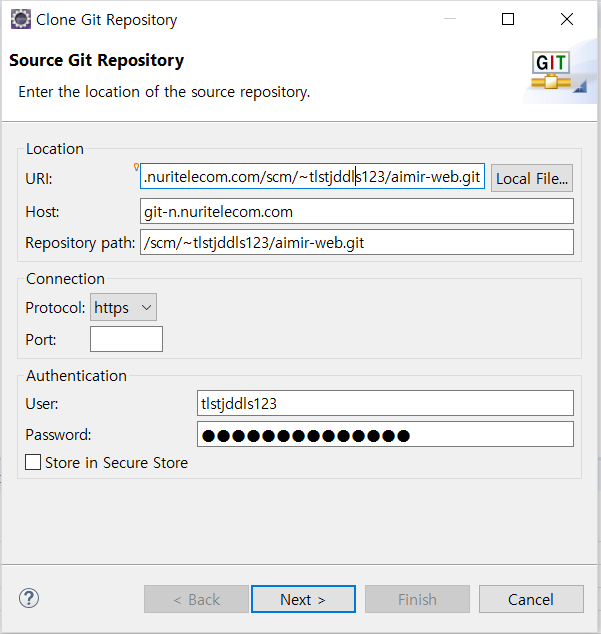 Clone Git Repository
Source Git Repository
Enter the location of the source repository.
GIT
Location
URI: .nuritelecom.com/scm/~tlstjddls123/aimir-web.git Local File...
Host: git-n.nuritelecom.com
Repository path: /scm/~tlstjddls123/aimir-web.git
Connection
Protocol: https
Port:
Authentication
User: tlstjddls123
Password: ●●●●●●●●●●●●●●
Store in Secure Store
? < Back Next > Finish Cancel